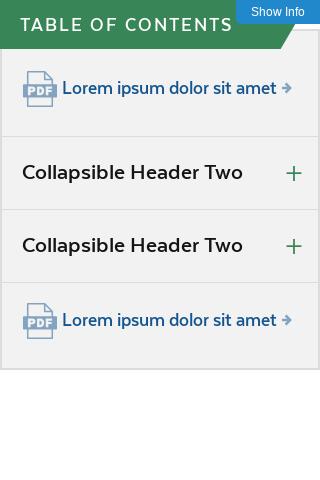 TABLE OF CONTENTS
Show Info
PDF Lorem ipsum dolor sit amet
Collapsible Header Two
Collapsible Header Two
PDF Lorem ipsum dolor sit amet